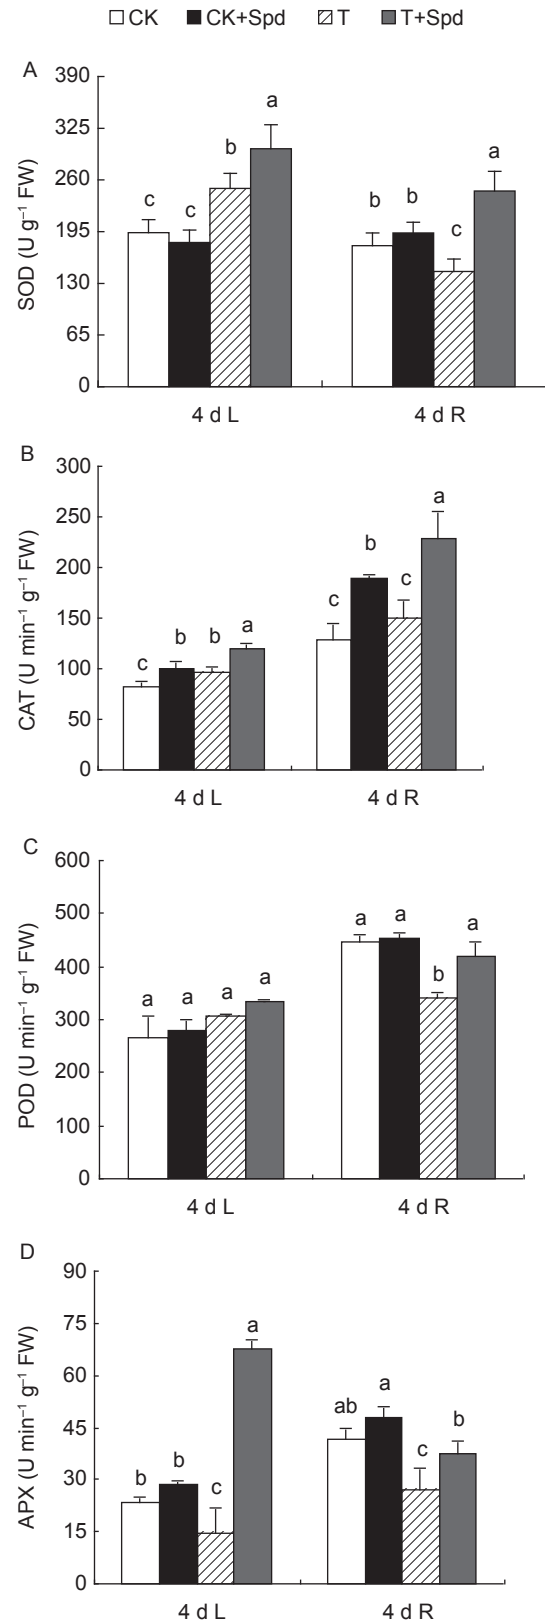 CK CK+Spd T T+Spd
A
390
325
260
195
130
65
0
SOD (U g⁻¹ FW)
c c b a b b c a
4 d L 4 d R
B
300
250
200
150
100
50
0
CAT (U min⁻¹ g⁻¹ FW)
c b b a c b c a
4 d L 4 d R
C
600
500
400
300
200
100
0
POD (U min⁻¹ g⁻¹ FW)
a a a a a a b a
4 d L 4 d R
D
90
75
60
45
30
15
0
APX (U min⁻¹ g⁻¹ FW)
b b c a ab a c b
4 d L 4 d R